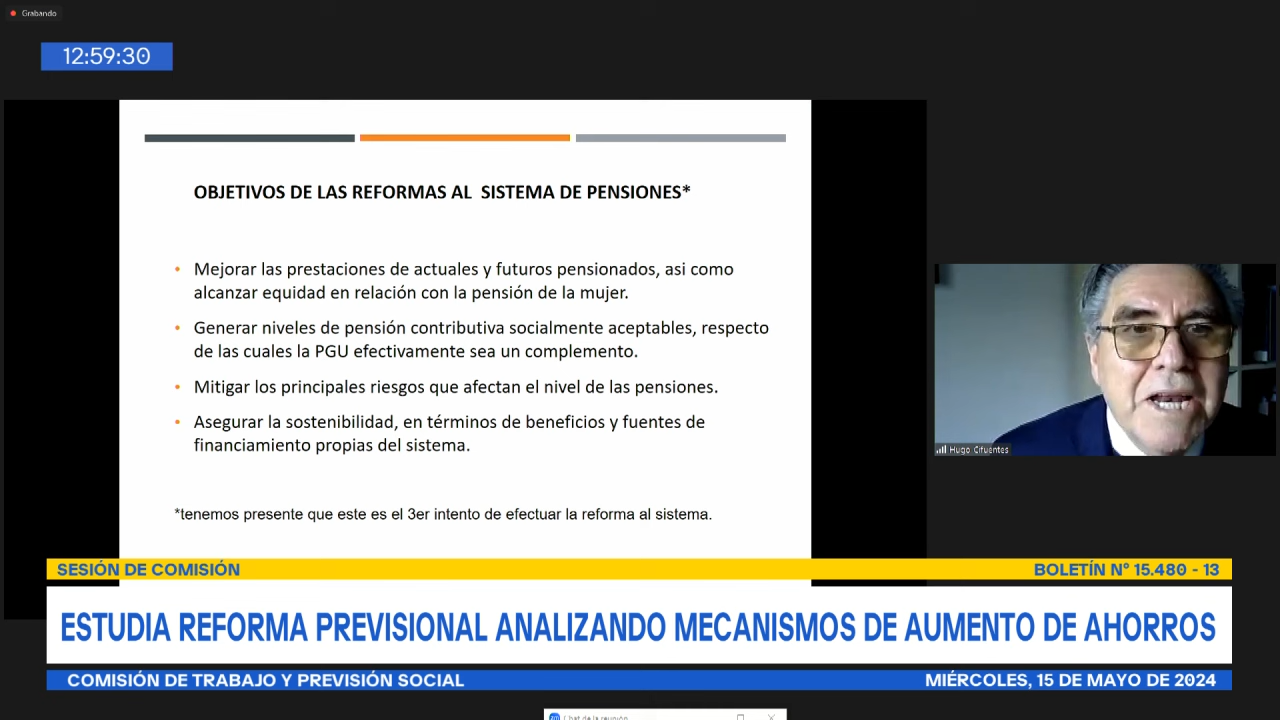 Grabando
12:59:30
OBJETIVOS DE LAS REFORMAS AL SISTEMA DE PENSIONES*
• Mejorar las prestaciones de actuales y futuros pensionados, asi como
alcanzar equidad en relación con la pensión de la mujer.
• Generar niveles de pensión contributiva socialmente aceptables, respecto
de las cuales la PGU efectivamente sea un complemento.
• Mitigar los principales riesgos que afectan el nivel de las pensiones.
• Asegurar la sostenibilidad, en términos de beneficios y fuentes de
financiamiento propias del sistema.
*tenemos presente que este es el 3er intento de efectuar la reforma al sistema.
Hugo Cifuentes
SESIÓN DE COMISIÓN
BOLETÍN N° 15.480 - 13
ESTUDIA REFORMA PREVISIONAL ANALIZANDO MECANISMOS DE AUMENTO DE AHORROS
COMISIÓN DE TRABAJO Y PREVISIÓN SOCIAL
MIÉRCOLES, 15 DE MAYO DE 2024
Chat de la reunión